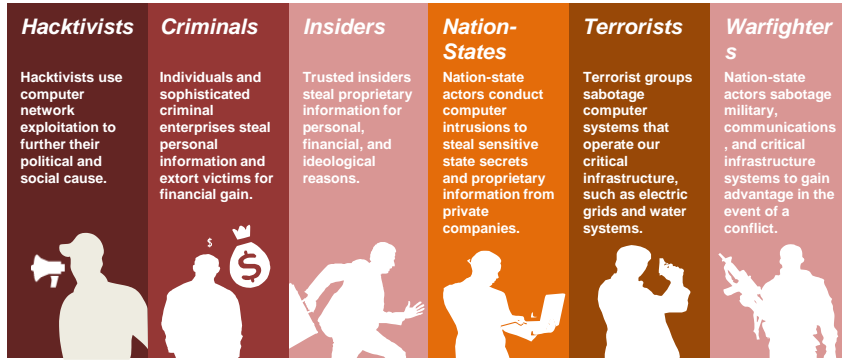 Hacktivists
Hacktivists use
computer
network
exploitation to
further their
political and
social cause.
Criminals
Individuals and
sophisticated
criminal
enterprises steal
personal
information and
extort victims for
financial gain.
$
$
Insiders
Trusted insiders
steal proprietary
information for
personal,
financial, and
ideological
reasons.
Nation-
States
Nation-state
actors conduct
computer
intrusions to
steal sensitive
state secrets
and proprietary
information from
private
companies.
Terrorists
Terrorist groups
sabotage
computer
systems that
operate our
critical
infrastructure,
such as electric
grids and water
systems.
Warfighter
s
Nation-state
actors sabotage
military,
communications
, and critical
infrastructure
systems to gain
advantage in the
event of a
conflict.